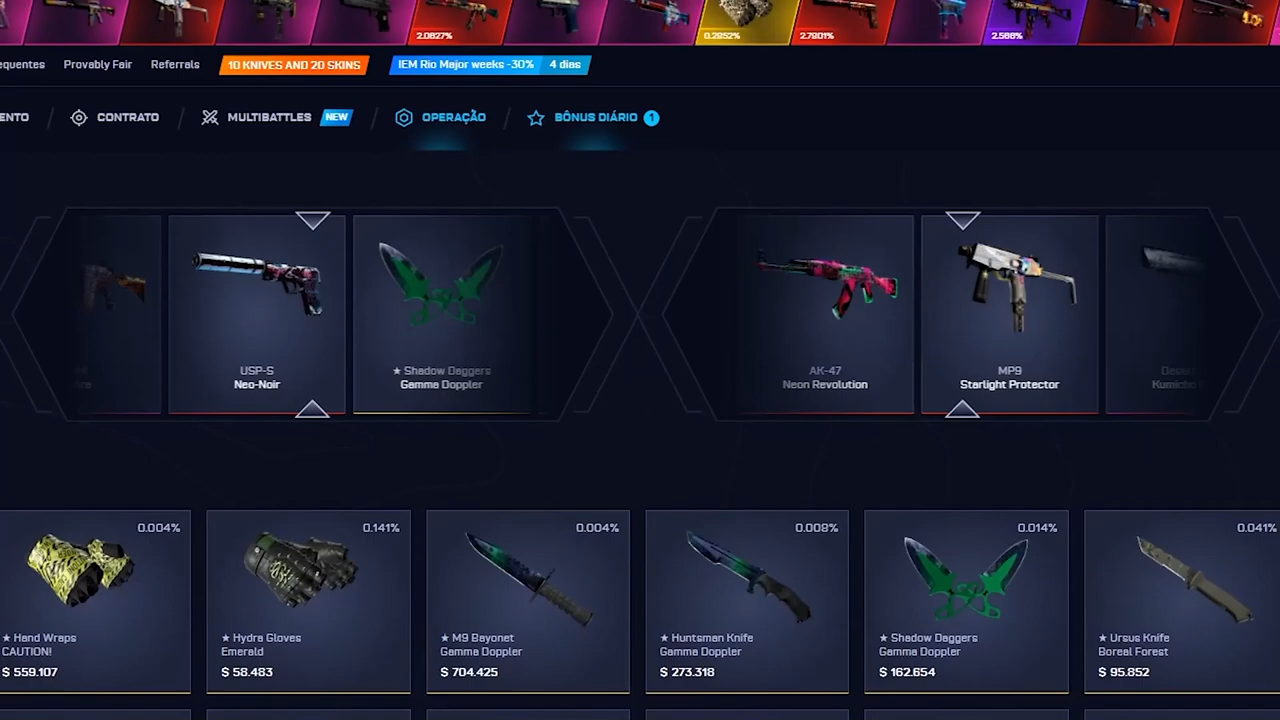 2.0827%
0.2952%
2.7901%
2.566%
equentes Provably Fair Referrals 10 KNIVES AND 20 SKINS IEM Rio Major weeks -30% 4 dias
ENTO CONTRATO MULTIBATTLES NEW OPERAÇÃO BÔNUS DIÁRIO 1
USP-S
Neo-Noir
★ Shadow Daggers
Gamma Doppler
AK-47
Neon Revolution
MP9
Starlight Protector
0.004%
★ Hand Wraps
CAUTION!
$ 559.107
0.141%
★ Hydra Gloves
Emerald
$ 58.483
0.004%
★ M9 Bayonet
Gamma Doppler
$ 704.425
0.008%
★ Huntsman Knife
Gamma Doppler
$ 273.318
0.014%
★ Shadow Daggers
Gamma Doppler
$ 162.654
0.041%
★ Ursus Knife
Boreal Forest
$ 95.852